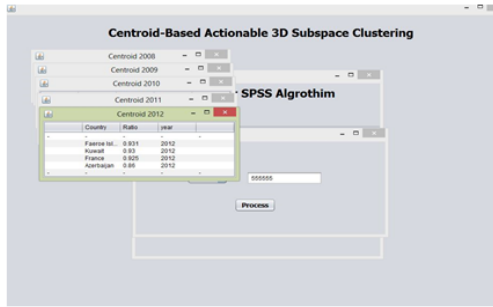 Centroid-Based Actionable 3D Subspace Clustering
Centroid 2008
Centroid 2009
Centroid 2010
SPSS Algrothim
Centroid 2011
Centroid 2012
Country Ratio year
- - - -
Faeroe Isl... 0.931 2012
Kuwait 0.93 2012
France 0.925 2012
Azerbaijan 0.86 2012
- - - -
555555
Process